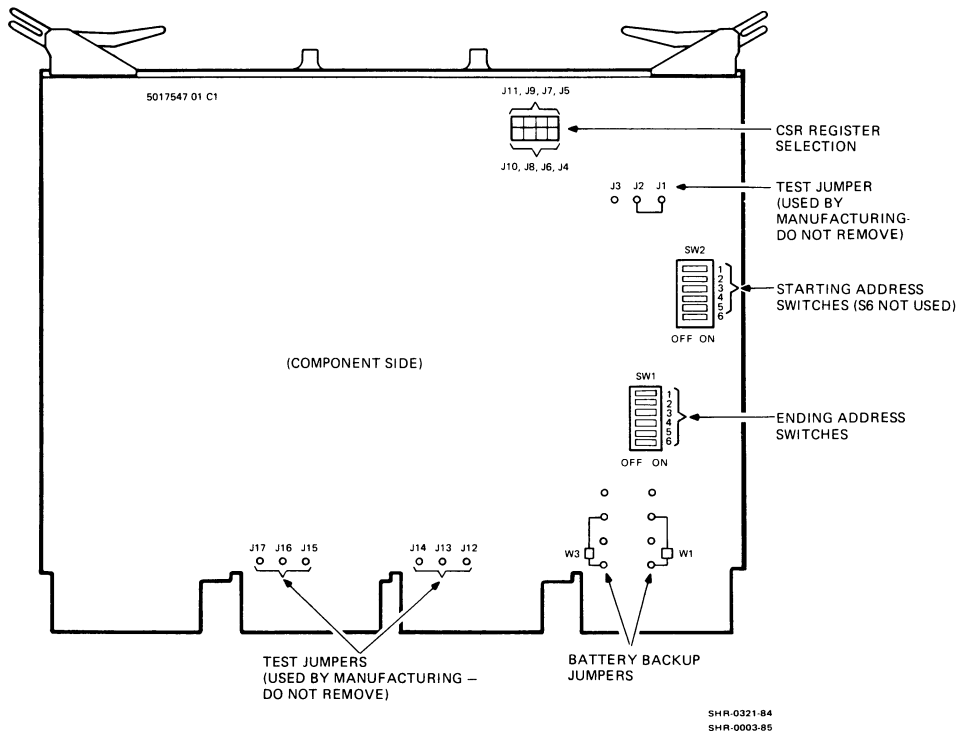 5017547 01 C1
J11, J9, J7, J5
J10, J8, J6, J4
CSR REGISTER
SELECTION
J3 J2 J1
TEST JUMPER
(USED BY
MANUFACTURING-
DO NOT REMOVE)
SW2
1
2
3
4
5
6
OFF ON
STARTING ADDRESS
SWITCHES (S6 NOT USED)
(COMPONENT SIDE)
SW1
1
2
3
4
5
6
OFF ON
ENDING ADDRESS
SWITCHES
J17 J16 J15
J14 J13 J12
W3
W1
TEST JUMPERS
(USED BY MANUFACTURING —
DO NOT REMOVE)
BATTERY BACKUP
JUMPERS
SHR-0321-84
SHR-0003-85